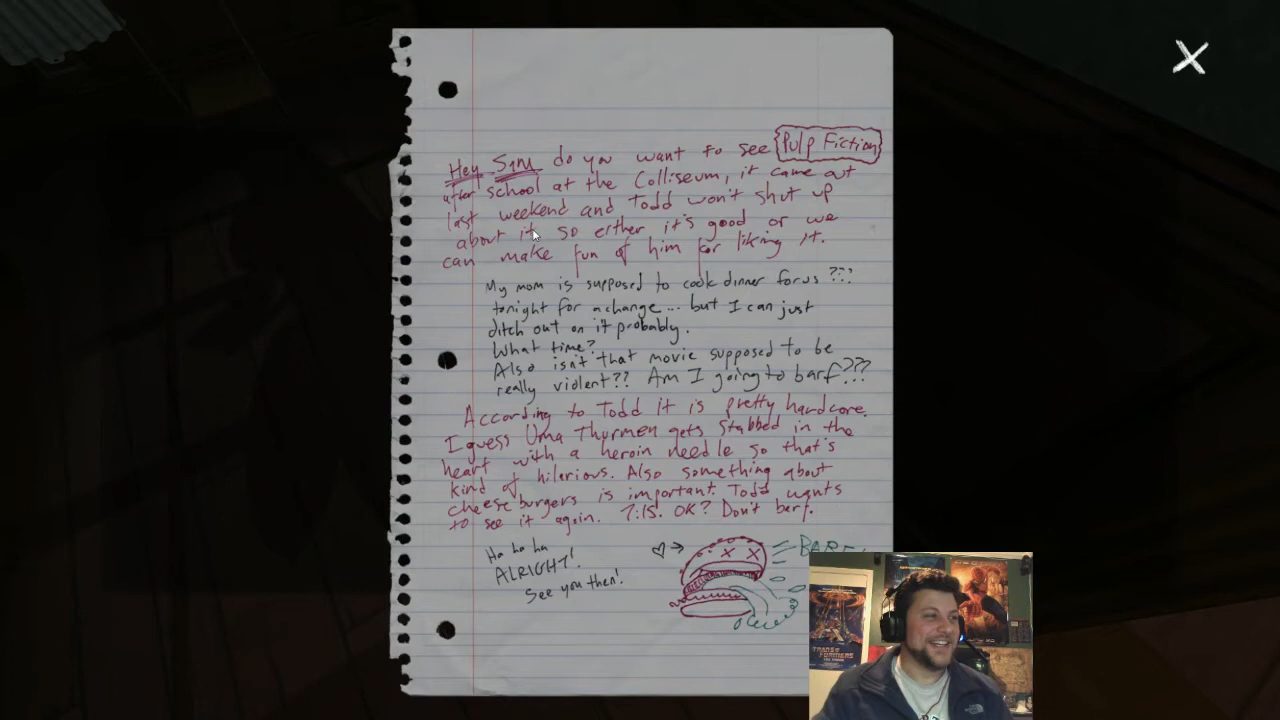 Hey Sam do you want to see Pulp Fiction
after school at the Colliseum, it came out
last weekend and Todd won't shut up
about it, so either it's good or we
can make fun of him for liking it.
My mom is supposed to cook dinner for us???
tonight for a change... but I can just
ditch out on it probably.
What time?
Also isn't that movie supposed to be
really violent?? Am I going to barf???
According to Todd it is pretty hardcore.
I guess Uma Thurmen gets stabbed in the
heart with a heroin needle so that's
kind of hilarious. Also something about
cheeseburgers is important. Todd wants
to see it again. 7:15. OK? Don't barf.
Ha ha ha
ALRIGHT!
See you then!
TRANSFORMERS